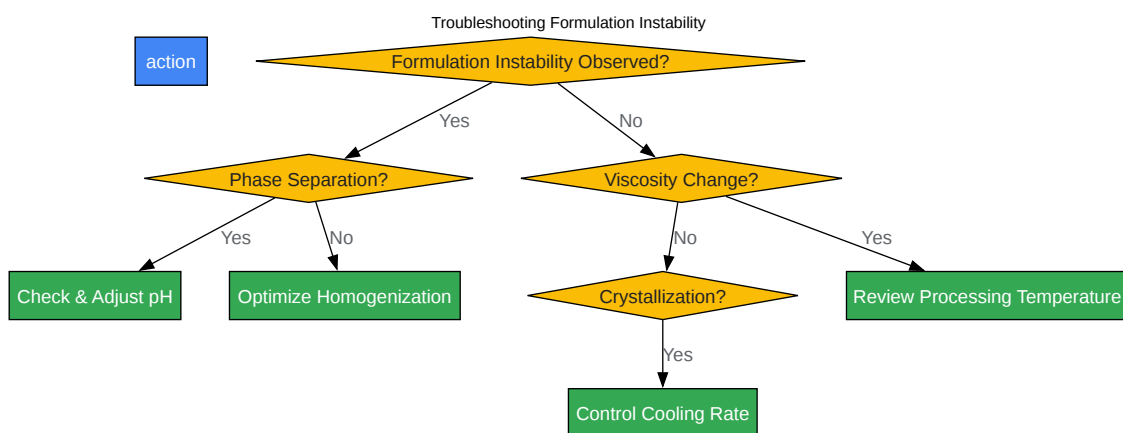 Troubleshooting Formulation Instability
action
Formulation Instability Observed?
Yes
No
Phase Separation?
Viscosity Change?
Yes
No
No
Yes
Check & Adjust pH
Optimize Homogenization
Crystallization?
Review Processing Temperature
Yes
Control Cooling Rate